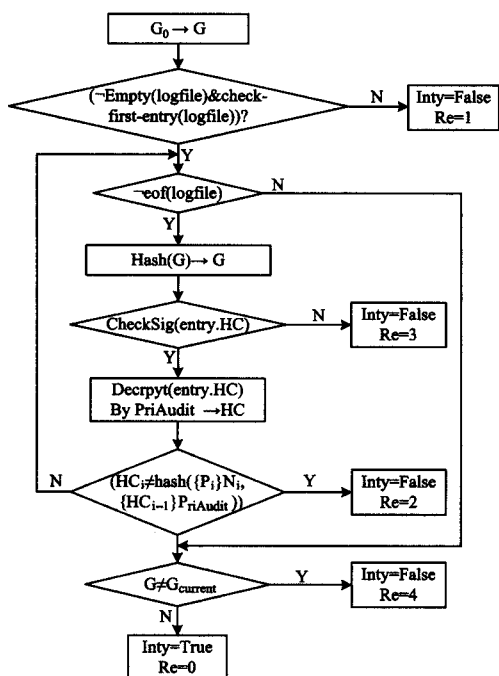 G₀ → G
(¬Empty(logfile)&check-
first-entry(logfile))?
N
Inty=False
Re=1
Y
¬eof(logfile)
N
Y
Hash(G)→ G
CheckSig(entry.HC)
N
Inty=False
Re=3
Y
Decrpyt(entry.HC)
By PriAudit →HC
N
(HCᵢ≠hash({Pᵢ}Nᵢ,
{HCᵢ₋₁}P_riAudit))
Y
Inty=False
Re=2
G≠G_current
Y
Inty=False
Re=4
N
Inty=True
Re=0